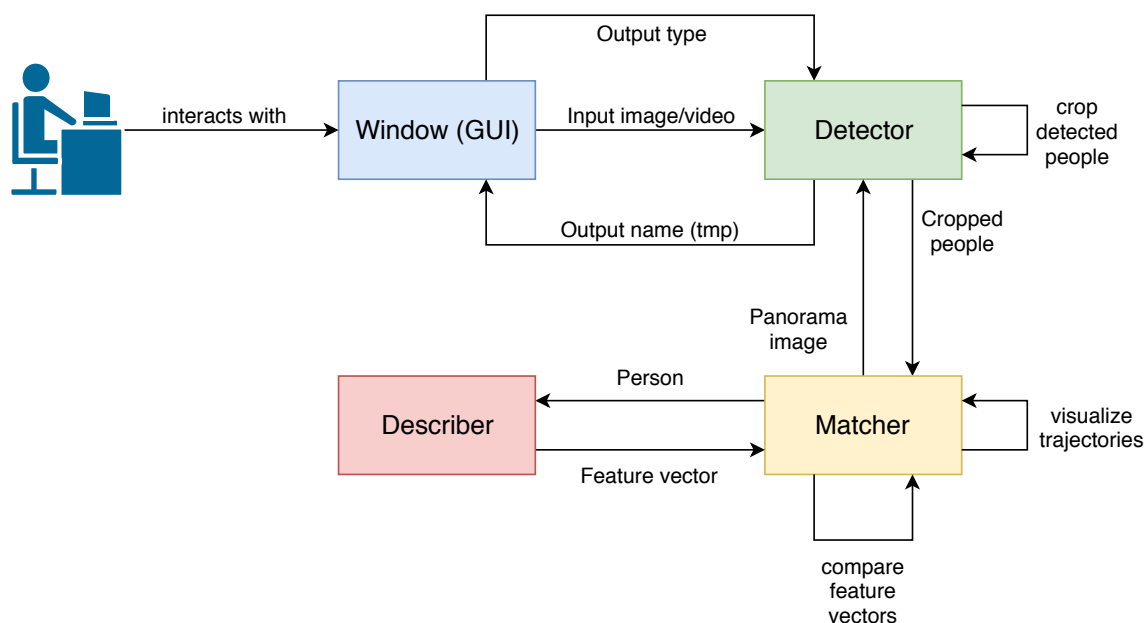 Output type
interacts with
Window (GUI)
Input image/video
Detector
crop
detected
people
Output name (tmp)
Cropped
people
Panorama
image
Person
Describer
Feature vector
Matcher
visualize
trajectories
compare
feature
vectors